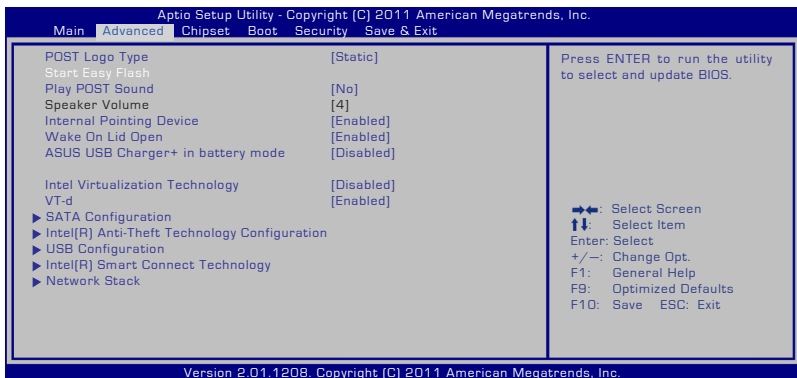 Aptio Setup Utility - Copyright (C) 2011 American Megatrends, Inc.
Main Advanced Chipset Boot Security Save & Exit
POST Logo Type [Static]
Start Easy Flash
Play POST Sound [No]
Speaker Volume [4]
Internal Pointing Device [Enabled]
Wake On Lid Open [Enabled]
ASUS USB Charger+ in battery mode [Disabled]
Intel Virtualization Technology [Disabled]
VT-d [Enabled]
SATA Configuration
Intel(R) Anti-Theft Technology Configuration
USB Configuration
Intel(R) Smart Connect Technology
Network Stack
Press ENTER to run the utility
to select and update BIOS.
→←: Select Screen
↑↓: Select Item
Enter: Select
+/—: Change Opt.
F1: General Help
F9: Optimized Defaults
F10: Save ESC: Exit
Version 2.01.1208. Copyright (C) 2011 American Megatrends, Inc.